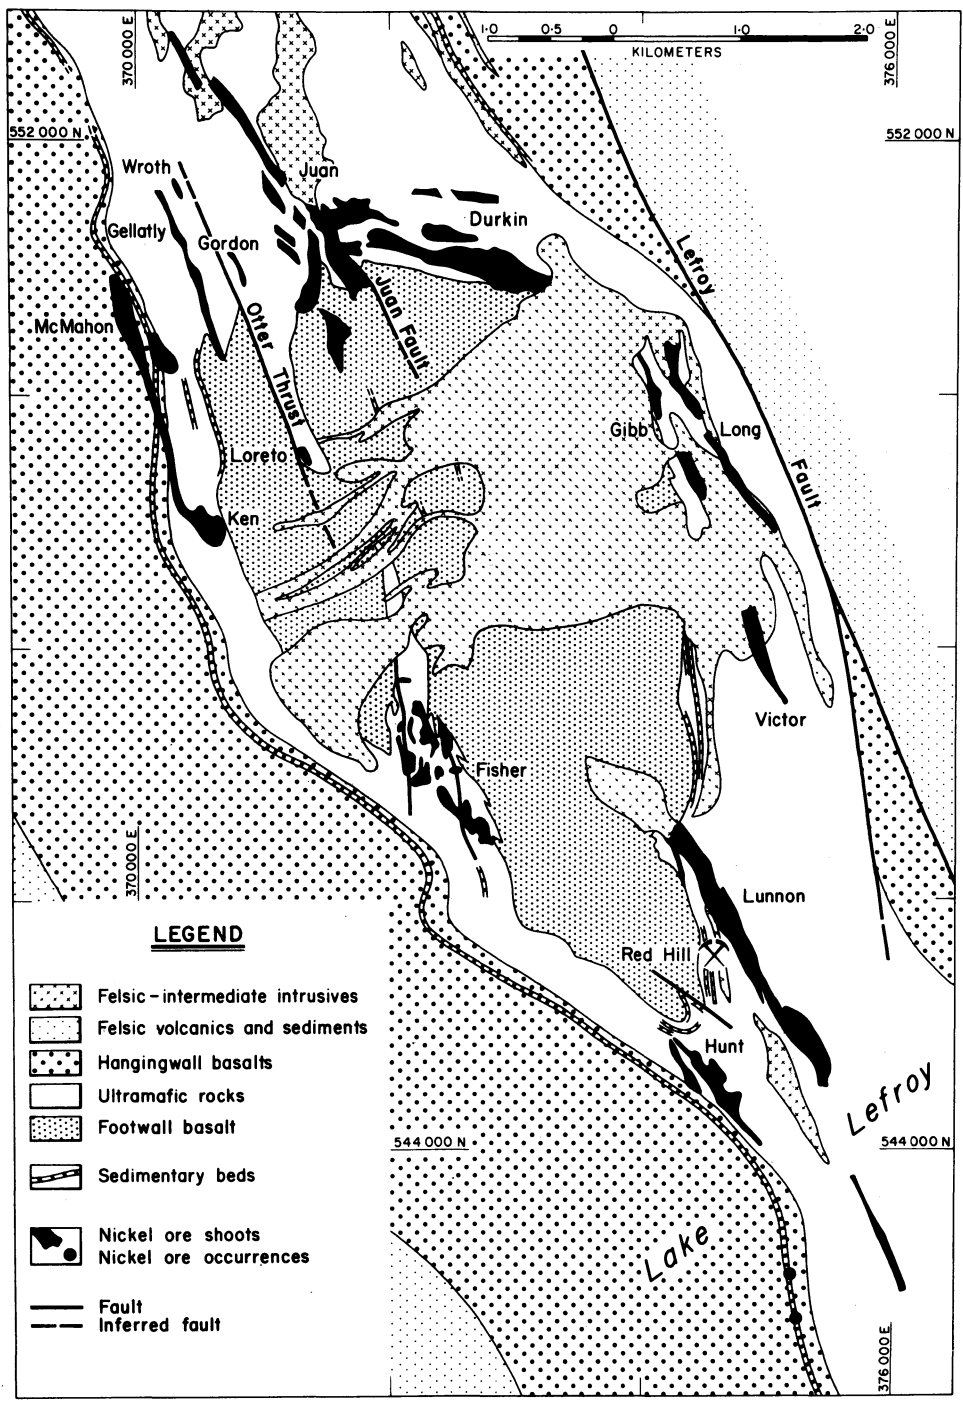 1·0 0·5 0 1·0 2·0
KILOMETERS
370 000 E
376 000 E
552 000 N
552 000 N
Wroth
Juan
Gellatly
Gordon
Durkin
Lefroy
McMahon
Otter Thrust
Juan Fault
Gibb
Long
Loreto
Fault
Ken
Victor
Fisher
370 000 E
Lunnon
LEGEND
Red Hill
Felsic-intermediate intrusives
Felsic volcanics and sediments
Hunt
Hangingwall basalts
Ultramafic rocks
Footwall basalt
Lefroy
544 000 N
544 000 N
Sedimentary beds
Lake
Nickel ore shoots
Nickel ore occurrences
Fault
Inferred fault
376 000 E